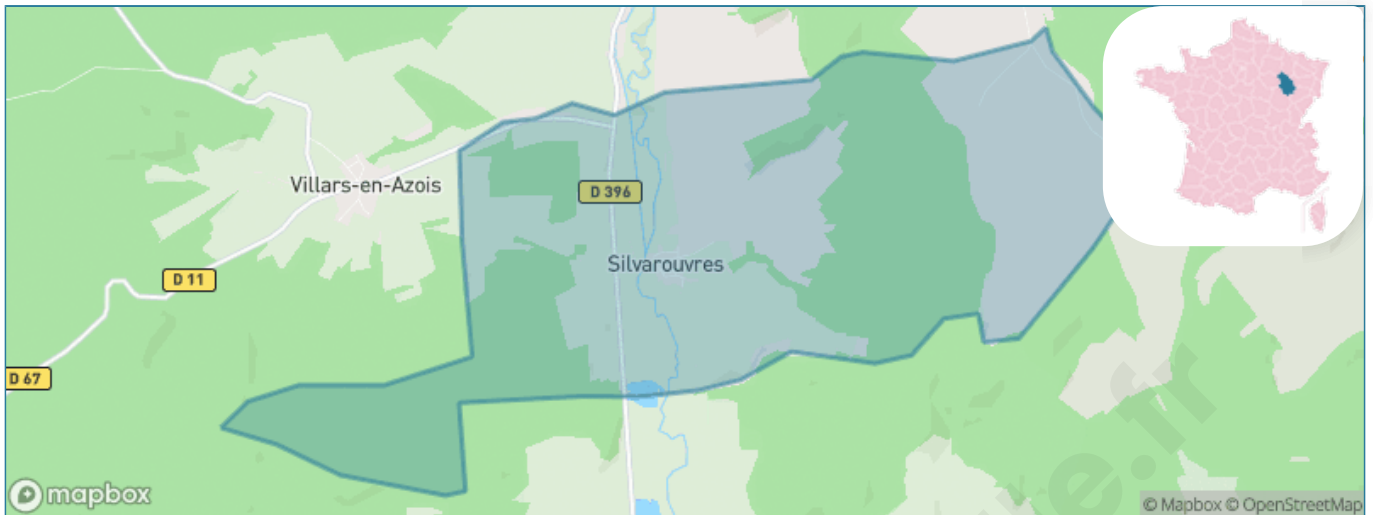 Villars-en-Azois
D 396
Silvarouvres
D 11
D 67
mapbox
© Mapbox © OpenStreetMap